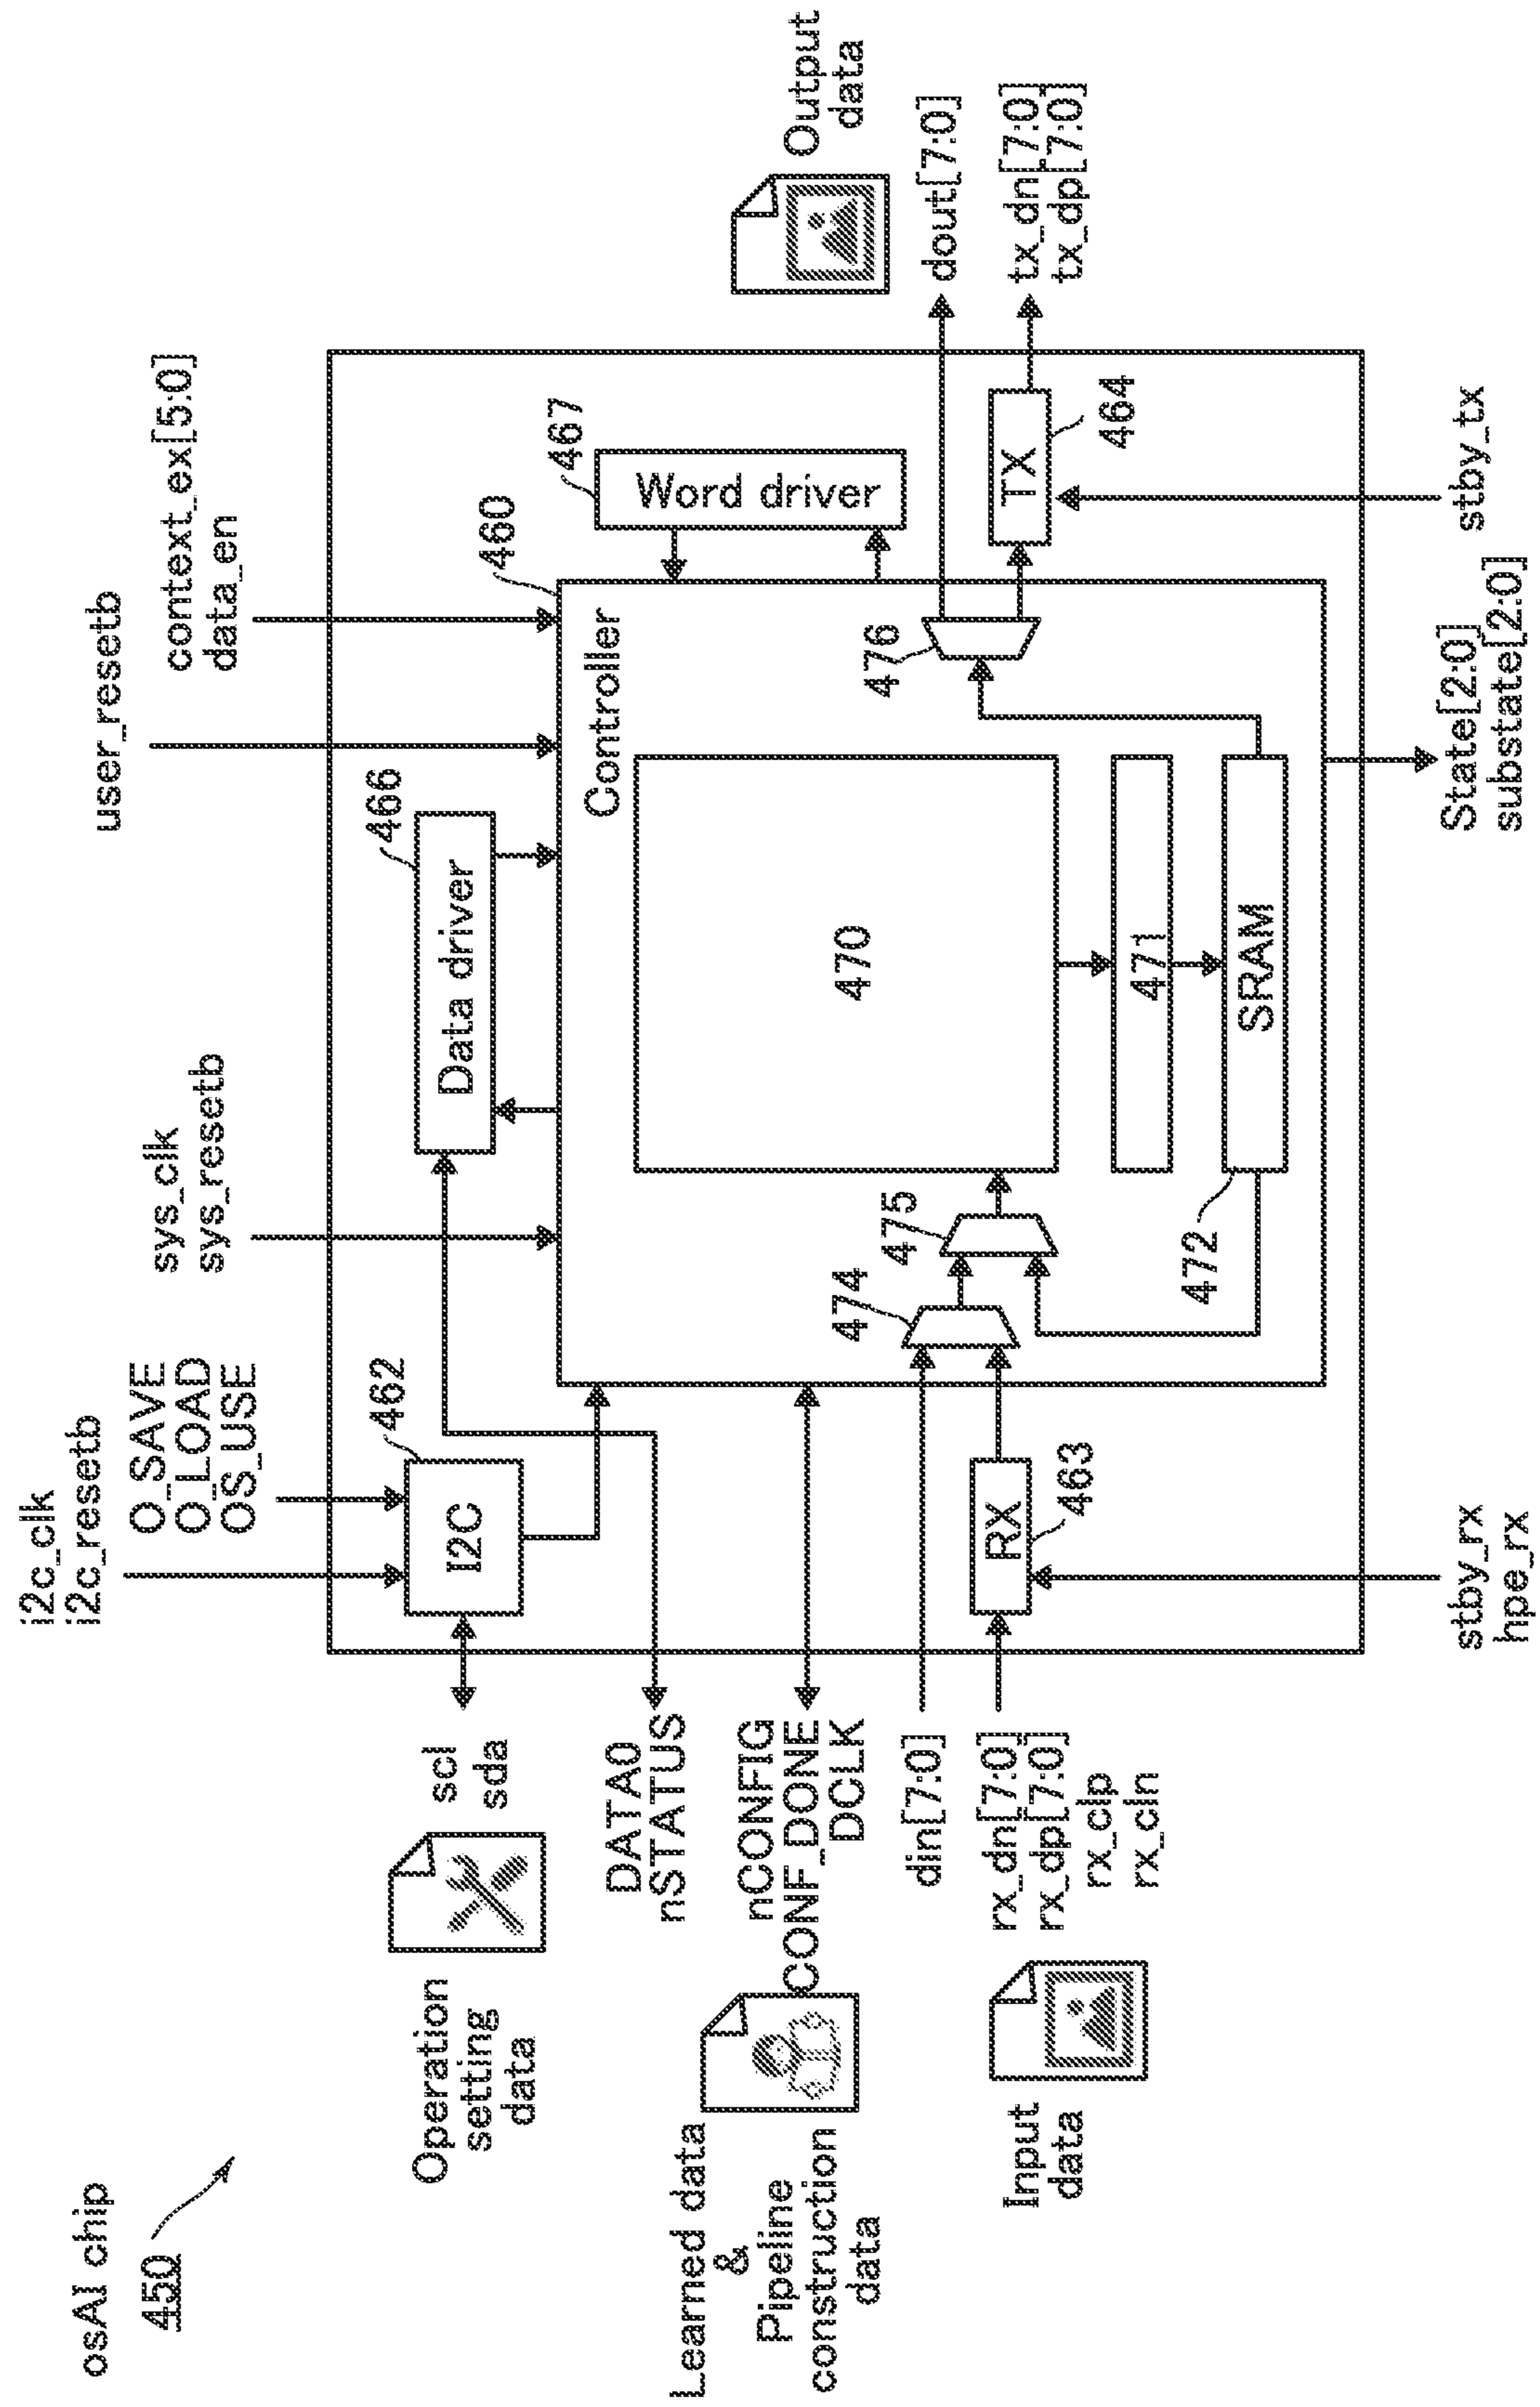 osAI chip
450
i2c_clk
i2c_resetb
O_SAVE
O_LOAD
OS_USE
sys_clk
sys_resetb
user_resetb
context_ex[5:0]
data_en
Operation
setting
data
scl
sda
I2C
462
Data driver
466
460
Controller
467
Word driver
Output
data
DATA0
nSTATUS
Learned data
&
Pipeline
construction
data
nCONFIG
CONF_DONE
DCLK
470
471
SRAM
472
474
475
476
dout[7:0]
tx_dn[7:0]
tx_dp[7:0]
TX
464
Input
data
din[7:0]
rx_dn[7:0]
rx_dp[7:0]
rx_clp
rx_cln
RX
463
stby_rx
hpe_rx
State[2:0]
substate[2:0]
stby_tx